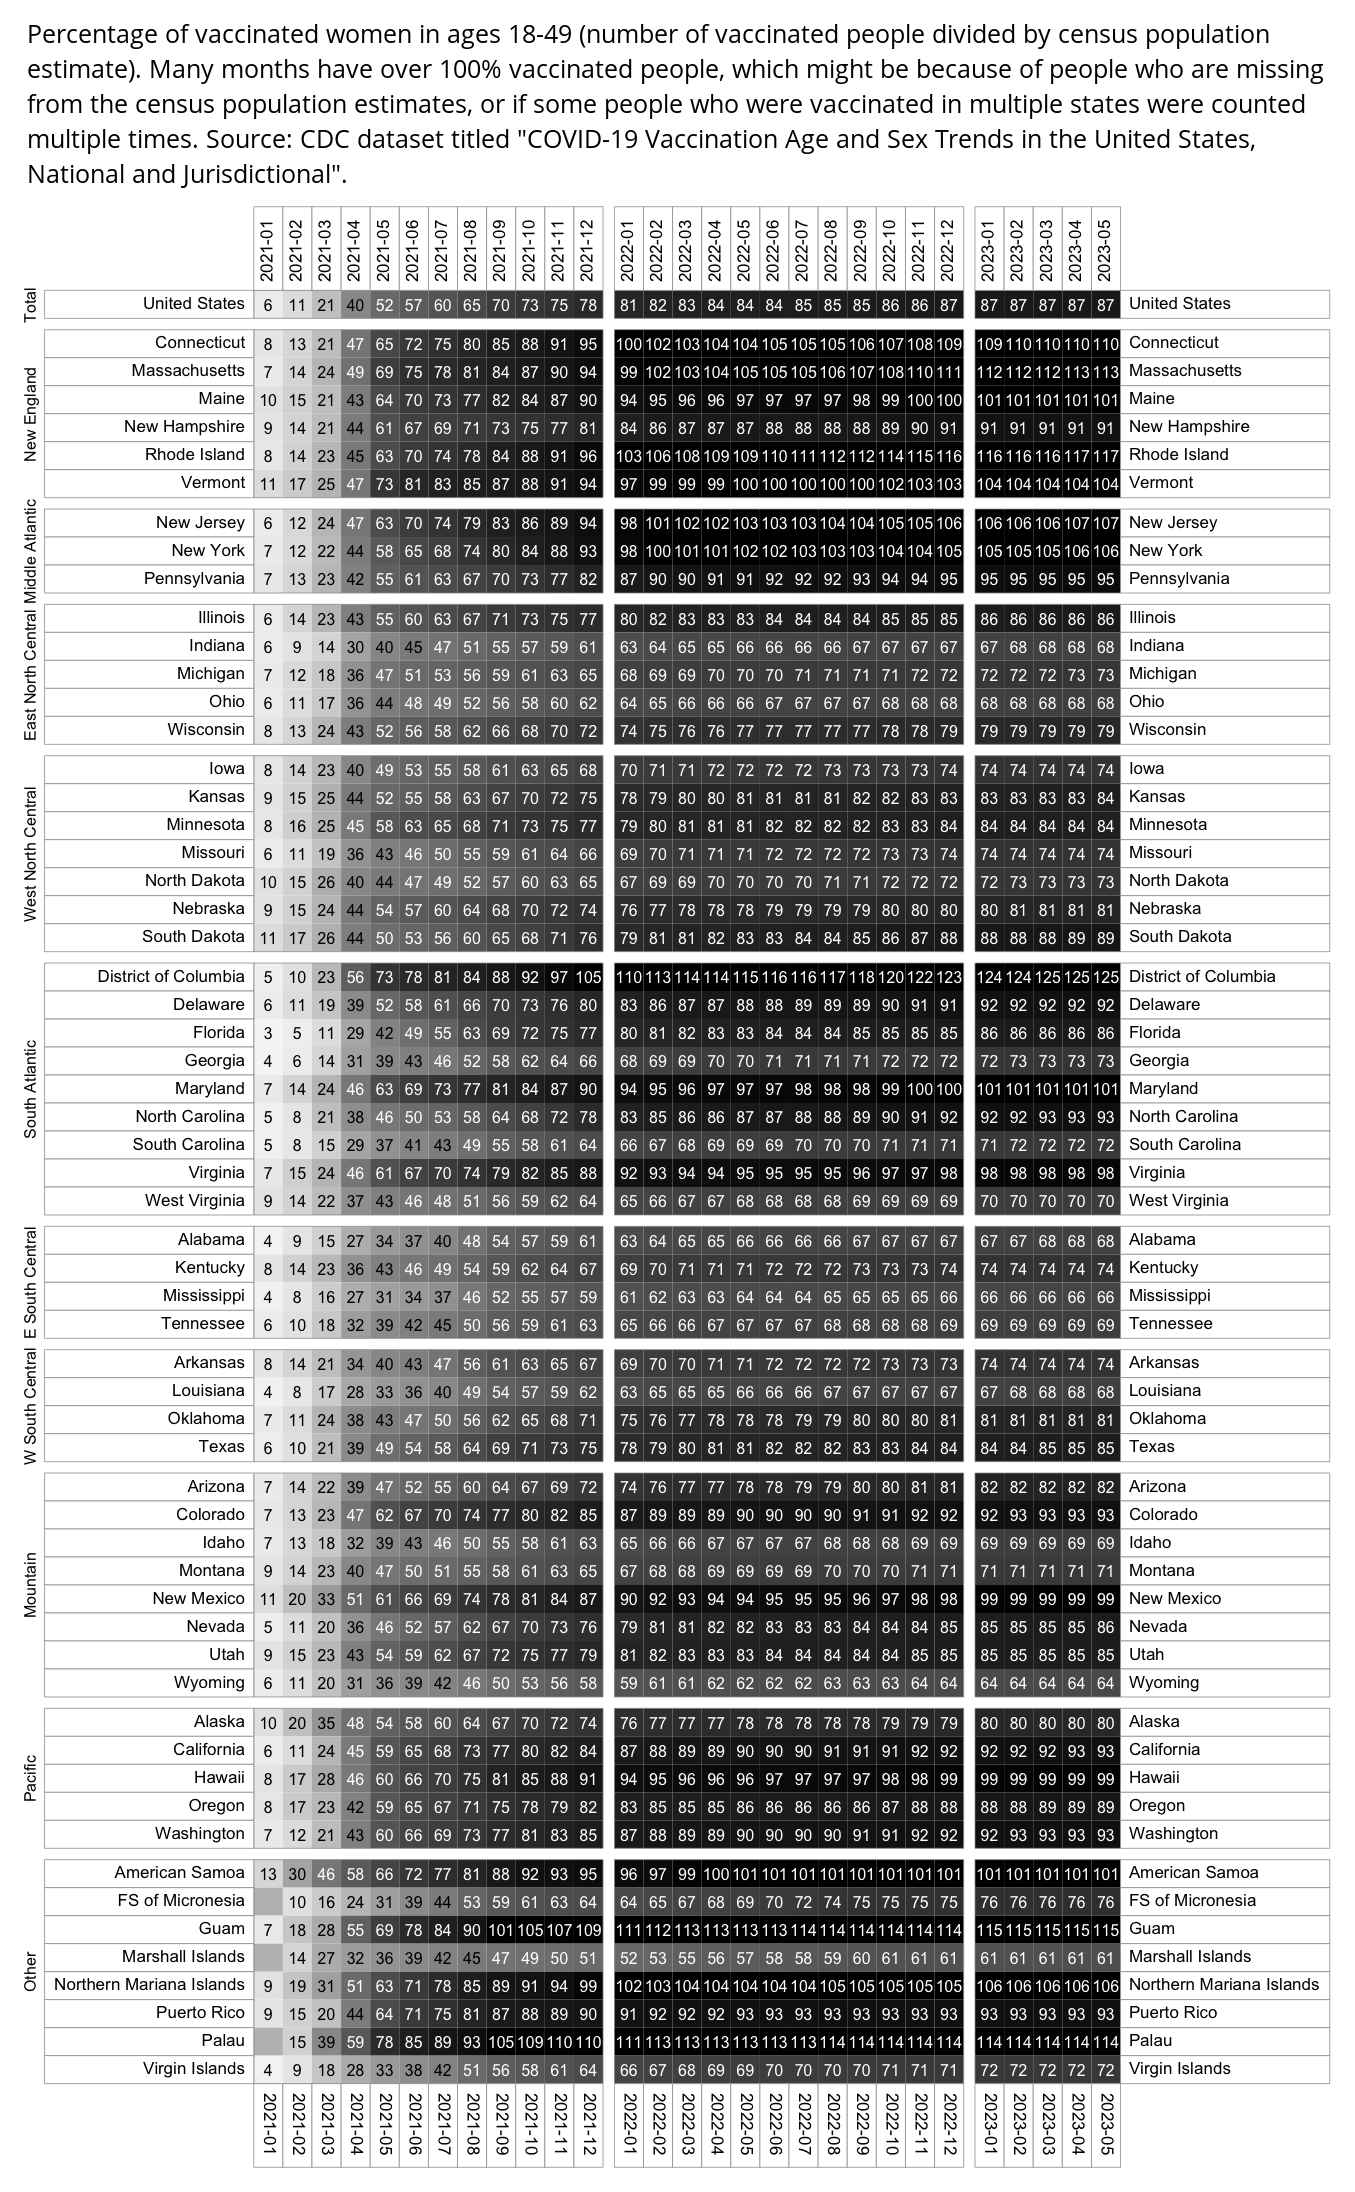 Percentage of vaccinated women in ages 18-49 (number of vaccinated people divided by census population
estimate). Many months have over 100% vaccinated people, which might be because of people who are missing
from the census population estimates, or if some people who were vaccinated in multiple states were counted
multiple times. Source: CDC dataset titled "COVID-19 Vaccination Age and Sex Trends in the United States,
National and Jurisdictional".
2021-01 2021-02 2021-03 2021-04 2021-05 2021-06 2021-07 2021-08 2021-09 2021-10 2021-11 2021-12 2022-01 2022-02 2022-03 2022-04 2022-05 2022-06 2022-07 2022-08 2022-09 2022-10 2022-11 2022-12 2023-01 2023-02 2023-03 2023-04 2023-05
Total
United States 6 11 21 40 52 57 60 65 70 73 75 78 81 82 83 84 84 84 85 85 85 86 86 87 87 87 87 87 87 United States
New England
Connecticut 8 13 21 47 65 72 75 80 85 88 91 95 100 102 103 104 104 105 105 105 106 107 108 109 109 110 110 110 110 Connecticut
Massachusetts 7 14 24 49 69 75 78 81 84 87 90 94 99 102 103 104 105 105 105 106 107 108 110 111 112 112 112 113 113 Massachusetts
Maine 10 15 21 43 64 70 73 77 82 84 87 90 94 95 96 96 97 97 97 97 98 99 100 100 101 101 101 101 101 Maine
New Hampshire 9 14 21 44 61 67 69 71 73 75 77 81 84 86 87 87 87 88 88 88 88 89 90 91 91 91 91 91 91 New Hampshire
Rhode Island 8 14 23 45 63 70 74 78 84 88 91 96 103 106 108 109 109 110 111 112 112 114 115 116 116 116 116 117 117 Rhode Island
Vermont 11 17 25 47 73 81 83 85 87 88 91 94 97 99 99 99 100 100 100 100 100 102 103 103 104 104 104 104 104 Vermont
Middle Atlantic
New Jersey 6 12 24 47 63 70 74 79 83 86 89 94 98 101 102 102 103 103 103 104 104 105 105 106 106 106 106 107 107 New Jersey
New York 7 12 22 44 58 65 68 74 80 84 88 93 98 100 101 101 102 102 103 103 103 104 104 105 105 105 105 106 106 New York
Pennsylvania 7 13 23 42 55 61 63 67 70 73 77 82 87 90 90 91 91 92 92 92 93 94 94 95 95 95 95 95 95 Pennsylvania
East North Central
Illinois 6 14 23 43 55 60 63 67 71 73 75 77 80 82 83 83 83 84 84 84 84 85 85 85 86 86 86 86 86 Illinois
Indiana 6 9 14 30 40 45 47 51 55 57 59 61 63 64 65 65 66 66 66 66 67 67 67 67 67 68 68 68 68 Indiana
Michigan 7 12 18 36 47 51 53 56 59 61 63 65 68 69 69 70 70 70 71 71 71 71 72 72 72 72 72 73 73 Michigan
Ohio 6 11 17 36 44 48 49 52 56 58 60 62 64 65 66 66 66 67 67 67 67 68 68 68 68 68 68 68 68 Ohio
Wisconsin 8 13 24 43 52 56 58 62 66 68 70 72 74 75 76 76 77 77 77 77 77 78 78 79 79 79 79 79 79 Wisconsin
West North Central
Iowa 8 14 23 40 49 53 55 58 61 63 65 68 70 71 71 72 72 72 72 73 73 73 73 74 74 74 74 74 74 Iowa
Kansas 9 15 25 44 52 55 58 63 67 70 72 75 78 79 80 80 81 81 81 81 82 82 83 83 83 83 83 83 84 Kansas
Minnesota 8 16 25 45 58 63 65 68 71 73 75 77 79 80 81 81 81 82 82 82 82 83 83 84 84 84 84 84 84 Minnesota
Missouri 6 11 19 36 43 46 50 55 59 61 64 66 69 70 71 71 71 72 72 72 72 73 73 74 74 74 74 74 74 Missouri
North Dakota 10 15 26 40 44 47 49 52 57 60 63 65 67 69 69 70 70 70 70 71 71 72 72 72 72 73 73 73 73 North Dakota
Nebraska 9 15 24 44 54 57 60 64 68 70 72 74 76 77 78 78 78 79 79 79 79 80 80 80 80 81 81 81 81 Nebraska
South Dakota 11 17 26 44 50 53 56 60 65 68 71 76 79 81 81 82 83 83 84 84 85 86 87 88 88 88 88 89 89 South Dakota
South Atlantic
District of Columbia 5 10 23 56 73 78 81 84 88 92 97 105 110 113 114 114 115 116 116 117 118 120 122 123 124 124 125 125 125 District of Columbia
Delaware 6 11 19 39 52 58 61 66 70 73 76 80 83 86 87 87 88 88 89 89 89 90 91 91 92 92 92 92 92 Delaware
Florida 3 5 11 29 42 49 55 63 69 72 75 77 80 81 82 83 83 84 84 84 85 85 85 85 86 86 86 86 86 Florida
Georgia 4 6 14 31 39 43 46 52 58 62 64 66 68 69 69 70 70 71 71 71 71 72 72 72 72 73 73 73 73 Georgia
Maryland 7 14 24 46 63 69 73 77 81 84 87 90 94 95 96 97 97 97 98 98 98 99 100 100 101 101 101 101 101 Maryland
North Carolina 5 8 21 38 46 50 53 58 64 68 72 78 83 85 86 86 87 87 88 88 89 90 91 92 92 92 93 93 93 North Carolina
South Carolina 5 8 15 29 37 41 43 49 55 58 61 64 66 67 68 69 69 69 70 70 70 71 71 71 71 72 72 72 72 South Carolina
Virginia 7 15 24 46 61 67 70 74 79 82 85 88 92 93 94 94 95 95 95 95 96 97 97 98 98 98 98 98 98 Virginia
West Virginia 9 14 22 37 43 46 48 51 56 59 62 64 65 66 67 67 68 68 68 68 69 69 69 69 70 70 70 70 70 West Virginia
E South Central
Alabama 4 9 15 27 34 37 40 48 54 57 59 61 63 64 65 65 66 66 66 66 67 67 67 67 67 67 68 68 68 Alabama
Kentucky 8 14 23 36 43 46 49 54 59 62 64 67 69 70 71 71 71 72 72 72 73 73 73 74 74 74 74 74 74 Kentucky
Mississippi 4 8 16 27 31 34 37 46 52 55 57 59 61 62 63 63 64 64 64 65 65 65 65 66 66 66 66 66 66 Mississippi
Tennessee 6 10 18 32 39 42 45 50 56 59 61 63 65 66 66 67 67 67 67 68 68 68 68 69 69 69 69 69 69 Tennessee
W South Central
Arkansas 8 14 21 34 40 43 47 56 61 63 65 67 69 70 70 71 71 72 72 72 72 73 73 73 74 74 74 74 74 Arkansas
Louisiana 4 8 17 28 33 36 40 49 54 57 59 62 63 65 65 65 66 66 66 67 67 67 67 67 67 68 68 68 68 Louisiana
Oklahoma 7 11 24 38 43 47 50 56 62 65 68 71 75 76 77 78 78 78 79 79 80 80 80 81 81 81 81 81 81 Oklahoma
Texas 6 10 21 39 49 54 58 64 69 71 73 75 78 79 80 81 81 82 82 82 83 83 84 84 84 84 85 85 85 Texas
Mountain
Arizona 7 14 22 39 47 52 55 60 64 67 69 72 74 76 77 77 78 78 79 79 80 80 81 81 82 82 82 82 82 Arizona
Colorado 7 13 23 47 62 67 70 74 77 80 82 85 87 89 89 89 90 90 90 90 91 91 92 92 92 93 93 93 93 Colorado
Idaho 7 13 18 32 39 43 46 50 55 58 61 63 65 66 66 67 67 67 67 68 68 68 69 69 69 69 69 69 69 Idaho
Montana 9 14 23 40 47 50 51 55 58 61 63 65 67 68 68 69 69 69 69 70 70 70 71 71 71 71 71 71 71 Montana
New Mexico 11 20 33 51 61 66 69 74 78 81 84 87 90 92 93 94 94 95 95 95 96 97 98 98 99 99 99 99 99 New Mexico
Nevada 5 11 20 36 46 52 57 62 67 70 73 76 79 81 81 82 82 83 83 83 84 84 84 85 85 85 85 85 86 Nevada
Utah 9 15 23 43 54 59 62 67 72 75 77 79 81 82 83 83 83 84 84 84 84 84 85 85 85 85 85 85 85 Utah
Wyoming 6 11 20 31 36 39 42 46 50 53 56 58 59 61 61 62 62 62 62 63 63 63 64 64 64 64 64 64 64 Wyoming
Pacific
Alaska 10 20 35 48 54 58 60 64 67 70 72 74 76 77 77 77 78 78 78 78 78 79 79 79 80 80 80 80 80 Alaska
California 6 11 24 45 59 65 68 73 77 80 82 84 87 88 89 89 90 90 90 91 91 91 92 92 92 92 92 93 93 California
Hawaii 8 17 28 46 60 66 70 75 81 85 88 91 94 95 96 96 96 97 97 97 97 98 98 99 99 99 99 99 99 Hawaii
Oregon 8 17 23 42 59 65 67 71 75 78 79 82 83 85 85 85 86 86 86 86 86 87 88 88 88 88 89 89 89 Oregon
Washington 7 12 21 43 60 66 69 73 77 81 83 85 87 88 89 89 90 90 90 90 91 91 92 92 92 93 93 93 93 Washington
Other
American Samoa 13 30 46 58 66 72 77 81 88 92 93 95 96 97 99 100 101 101 101 101 101 101 101 101 101 101 101 101 101 American Samoa
FS of Micronesia 10 16 24 31 39 44 53 59 61 63 64 64 65 67 68 69 70 72 74 75 75 75 75 76 76 76 76 76 FS of Micronesia
Guam 7 18 28 55 69 78 84 90 101 105 107 109 111 112 113 113 113 113 114 114 114 114 114 114 115 115 115 115 115 Guam
Marshall Islands 14 27 32 36 39 42 45 47 49 50 51 52 53 55 56 57 58 58 59 60 61 61 61 61 61 61 61 61 Marshall Islands
Northern Mariana Islands 9 19 31 51 63 71 78 85 89 91 94 99 102 103 104 104 104 104 104 105 105 105 105 105 106 106 106 106 106 Northern Mariana Islands
Puerto Rico 9 15 20 44 64 71 75 81 87 88 89 90 91 92 92 92 93 93 93 93 93 93 93 93 93 93 93 93 93 Puerto Rico
Palau 15 39 59 78 85 89 93 105 109 110 110 111 113 113 113 113 113 113 114 114 114 114 114 114 114 114 114 114 Palau
Virgin Islands 4 9 18 28 33 38 42 51 56 58 61 64 66 67 68 69 69 70 70 70 70 71 71 71 72 72 72 72 72 Virgin Islands
2021-01 2021-02 2021-03 2021-04 2021-05 2021-06 2021-07 2021-08 2021-09 2021-10 2021-11 2021-12 2022-01 2022-02 2022-03 2022-04 2022-05 2022-06 2022-07 2022-08 2022-09 2022-10 2022-11 2022-12 2023-01 2023-02 2023-03 2023-04 2023-05